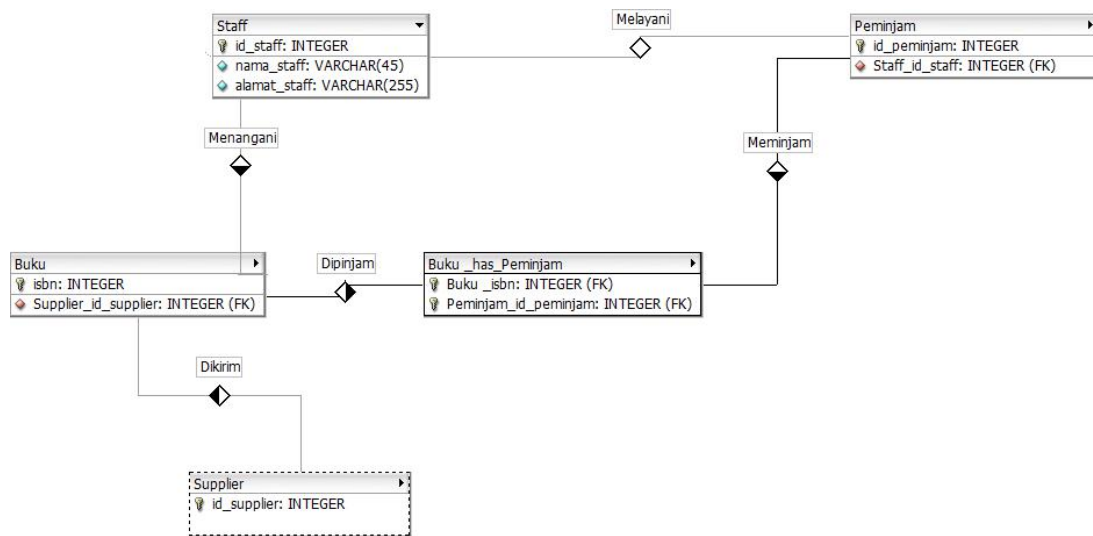 Staff
id_staff: INTEGER
nama_staff: VARCHAR(45)
alamat_staff: VARCHAR(255)
Melayani
Peminjam
id_peminjam: INTEGER
Staff_id_staff: INTEGER (FK)
Menangani
Meminjam
Buku
isbn: INTEGER
Supplier_id_supplier: INTEGER (FK)
Dipinjam
Buku _has_Peminjam
Buku _isbn: INTEGER (FK)
Peminjam_id_peminjam: INTEGER (FK)
Dikirim
Supplier
id_supplier: INTEGER